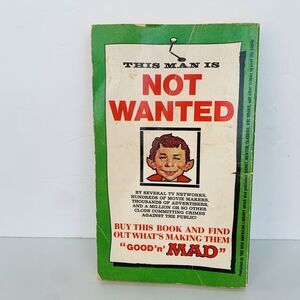 THIS MAN IS
NOT
WANTED
BY SEVERAL TV NETWORKS,
HUNDREDS OF MOVIE MAKERS,
THOUSANDS OF ADVERTISERS,
AND A MILLION OR SO OTHER
CLODS COMMITTING CRIMES
AGAINST THE PUBLIC!
BUY THIS BOOK AND FIND
OUT WHAT'S MAKING THEM
"GOOD 'n' MAD"